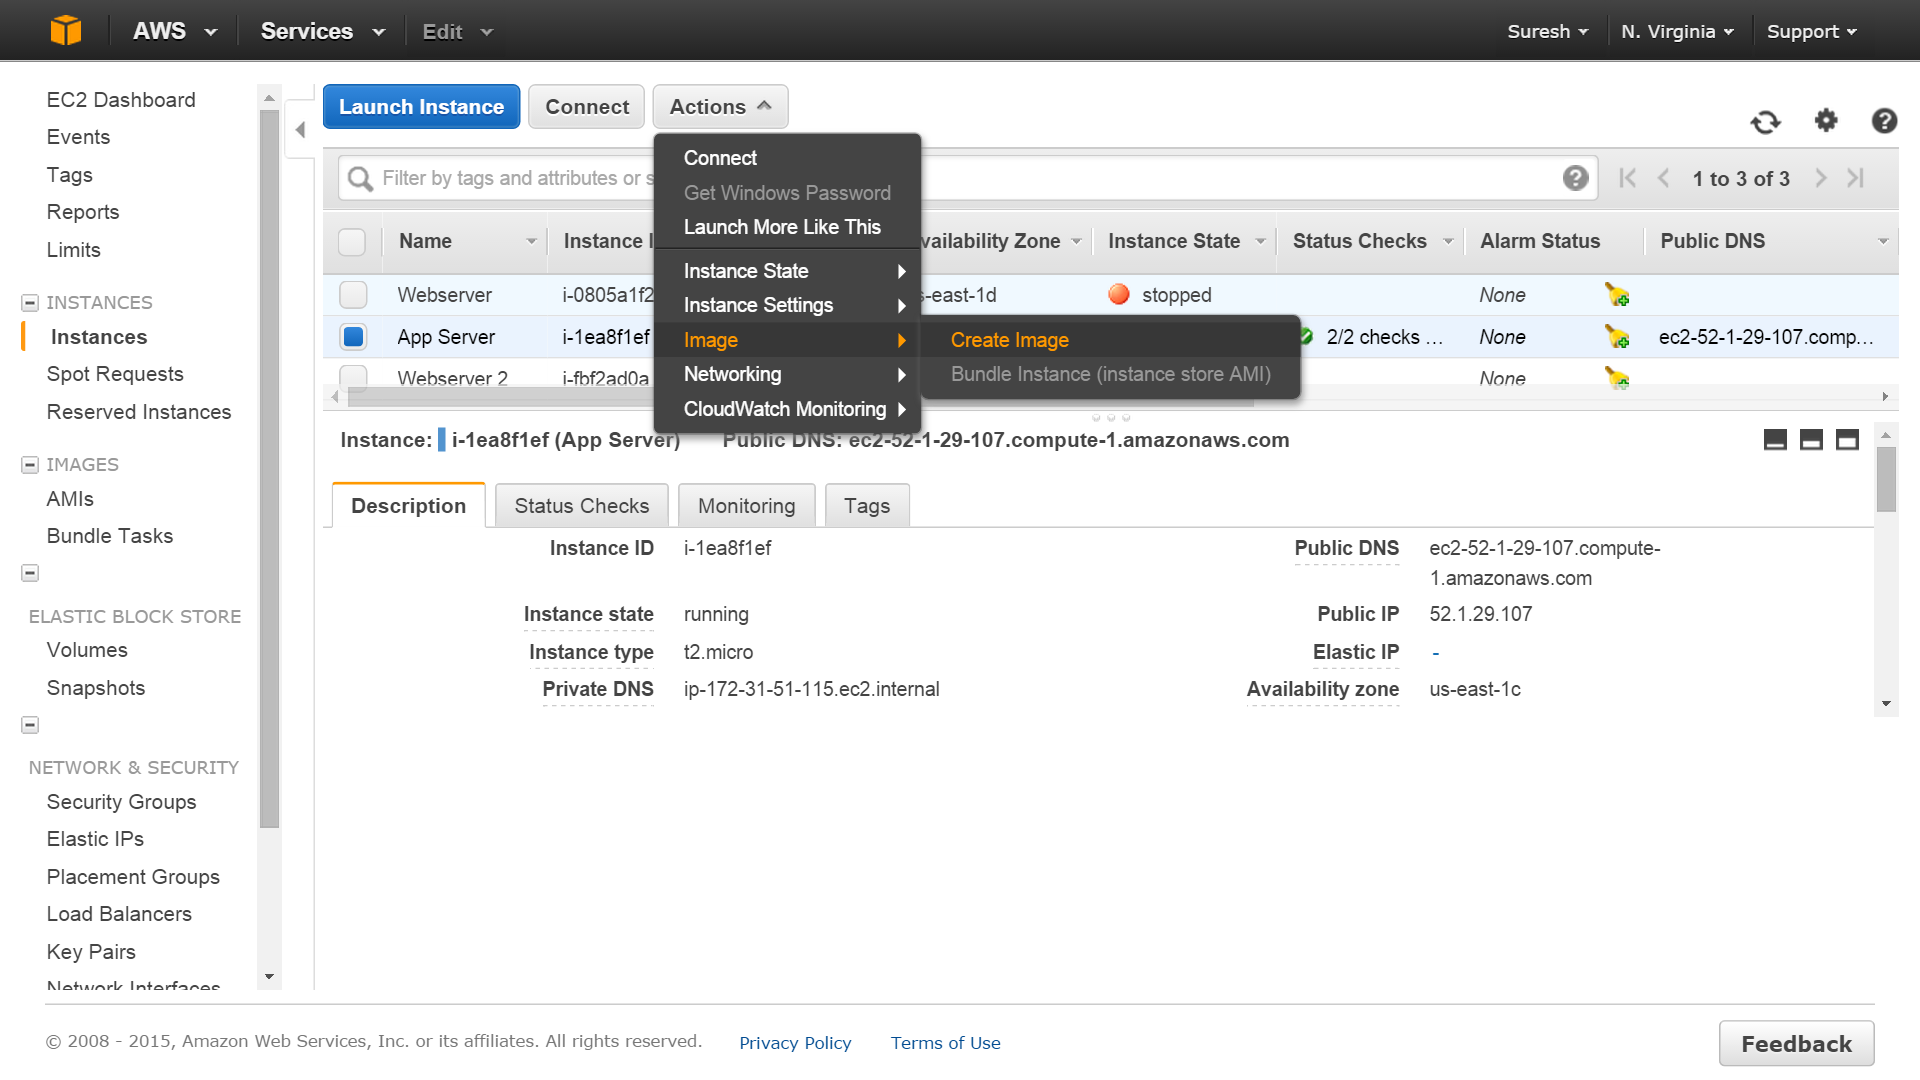 AWS Services Edit Suresh N. Virginia Support
EC2 Dashboard
Events
Tags
Reports
Limits
INSTANCES
Instances
Spot Requests
Reserved Instances
IMAGES
AMIs
Bundle Tasks
ELASTIC BLOCK STORE
Volumes
Snapshots
NETWORK & SECURITY
Security Groups
Elastic IPs
Placement Groups
Load Balancers
Key Pairs
Network Interfaces
Launch Instance Connect Actions
Connect
Get Windows Password
Launch More Like This
Instance State
Instance Settings
Image
Networking
CloudWatch Monitoring
Create Image
Bundle Instance (instance store AMI)
Filter by tags and attributes or s
1 to 3 of 3
Name Instance I vailability Zone Instance State Status Checks Alarm Status Public DNS
Webserver i-0805a1f2 s-east-1d stopped None
App Server i-1ea8f1ef 2/2 checks … None ec2-52-1-29-107.comp…
Webserver 2 i-fbf2ad0a None
Instance: i-1ea8f1ef (App Server) Public DNS: ec2-52-1-29-107.compute-1.amazonaws.com
Description Status Checks Monitoring Tags
Instance ID i-1ea8f1ef Public DNS ec2-52-1-29-107.compute-
1.amazonaws.com
Instance state running Public IP 52.1.29.107
Instance type t2.micro Elastic IP -
Private DNS ip-172-31-51-115.ec2.internal Availability zone us-east-1c
© 2008 - 2015, Amazon Web Services, Inc. or its affiliates. All rights reserved. Privacy Policy Terms of Use Feedback